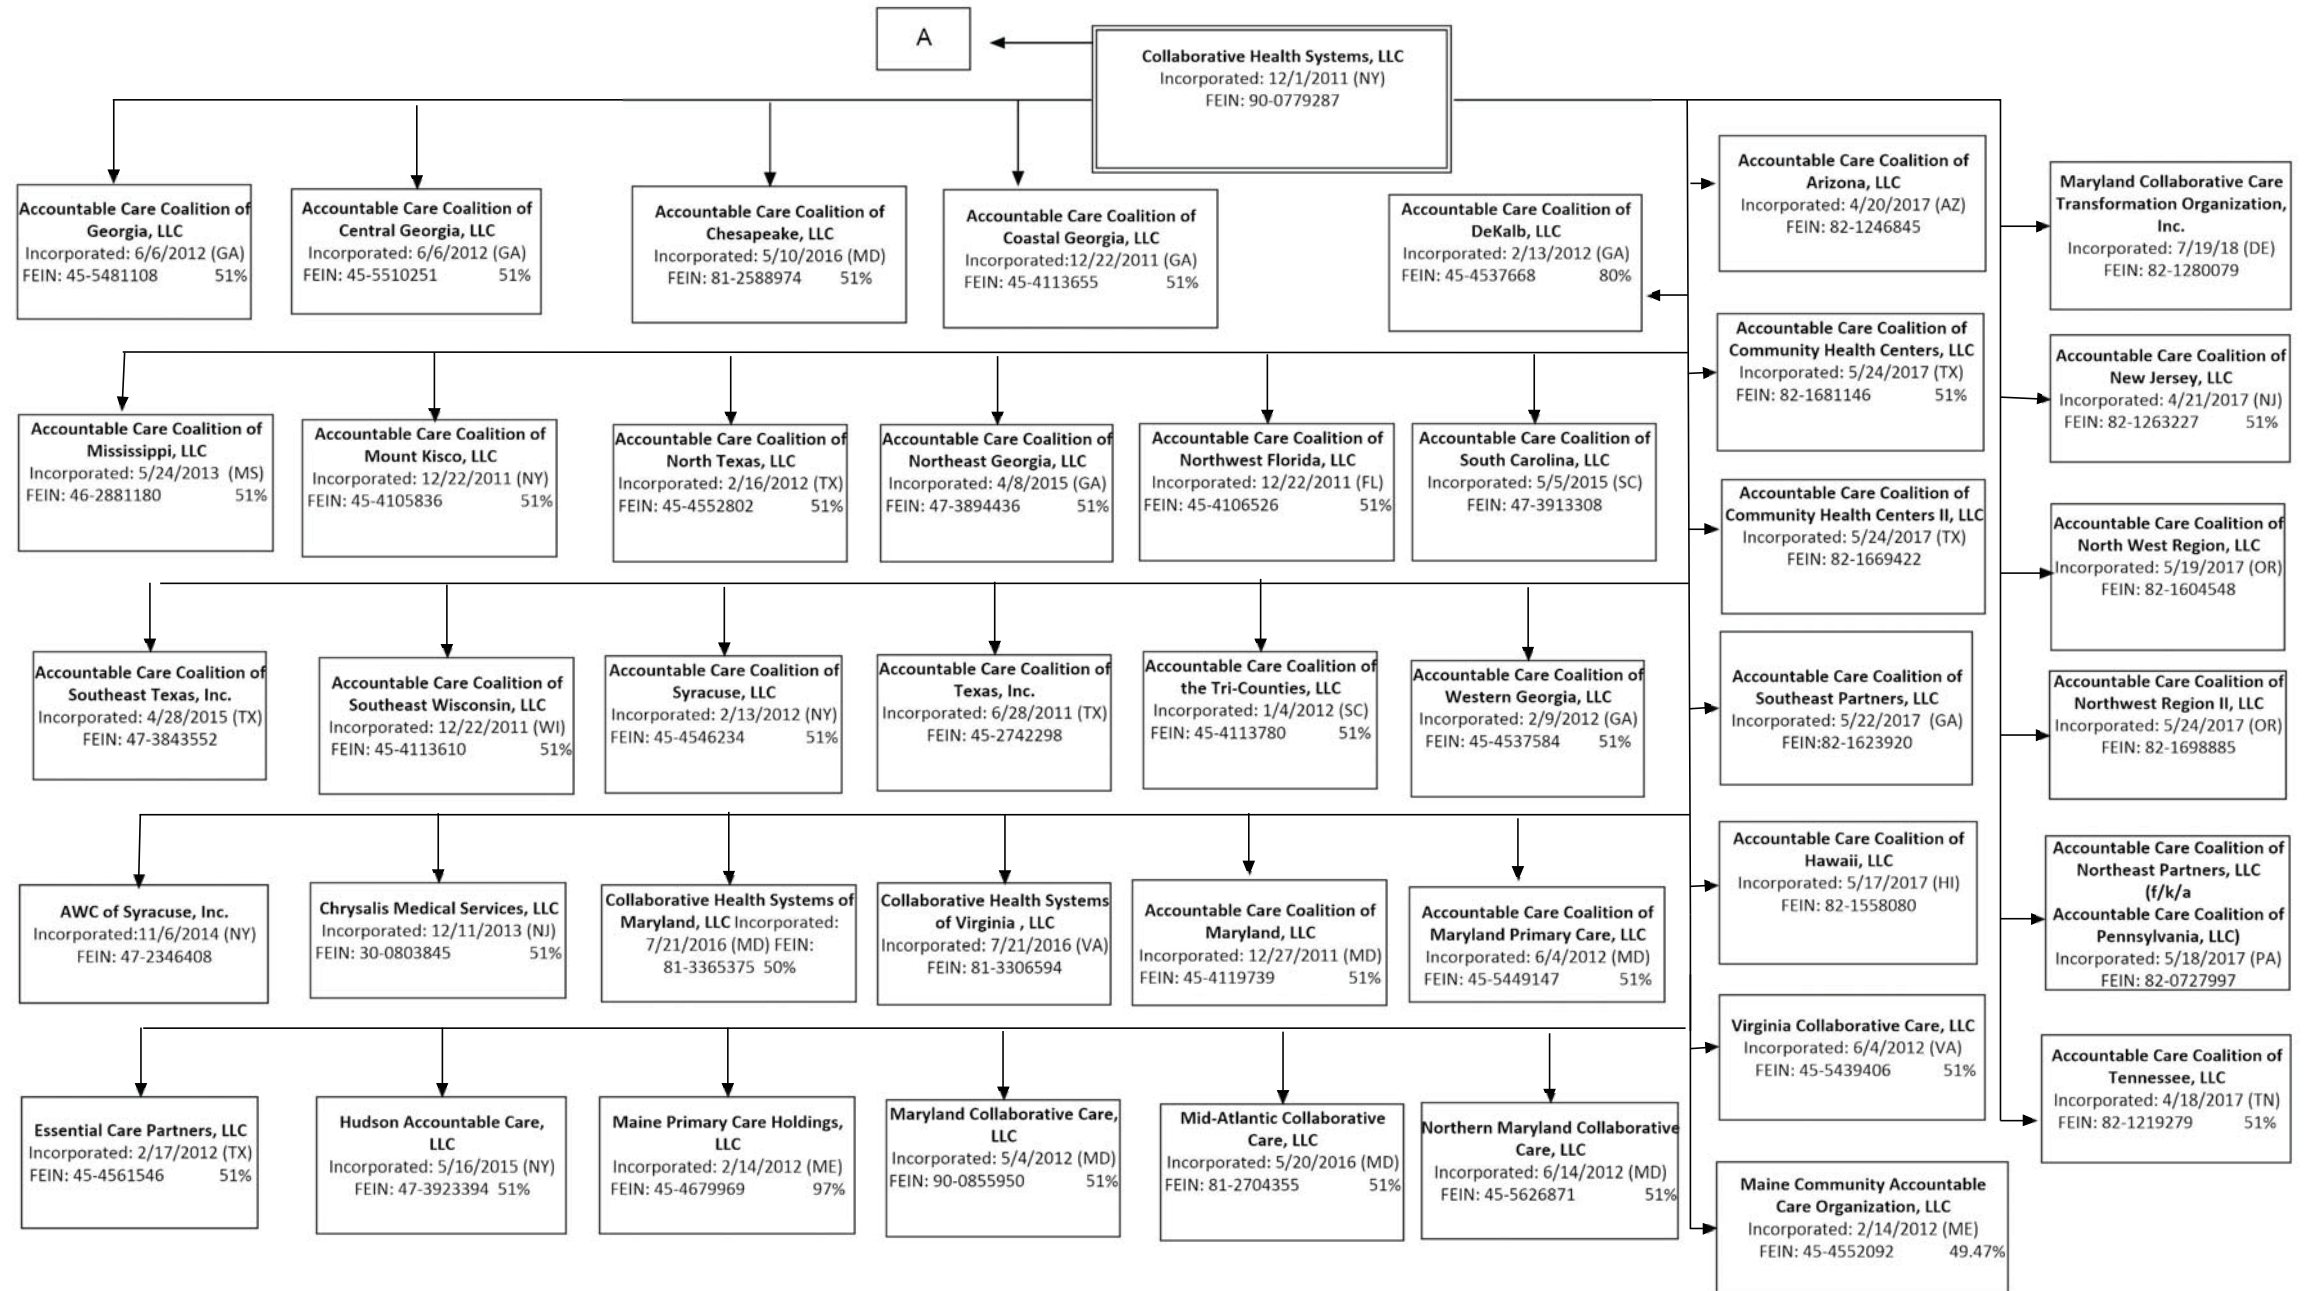 A
Collaborative Health Systems, LLC
Incorporated: 12/1/2011 (NY)
FEIN: 90-0779287
Accountable Care Coalition of
Georgia, LLC
Incorporated: 6/6/2012 (GA)
FEIN: 45-5481108 51%
Accountable Care Coalition of
Central Georgia, LLC
Incorporated: 6/6/2012 (GA)
FEIN: 45-5510251 51%
Accountable Care Coalition of
Chesapeake, LLC
Incorporated: 5/10/2016 (MD)
FEIN: 81-2588974 51%
Accountable Care Coalition of
Coastal Georgia, LLC
Incorporated:12/22/2011 (GA)
FEIN: 45-4113655 51%
Accountable Care Coalition of
DeKalb, LLC
Incorporated: 2/13/2012 (GA)
FEIN: 45-4537668 80%
Accountable Care Coalition of
Mississippi, LLC
Incorporated: 5/24/2013 (MS)
FEIN: 46-2881180 51%
Accountable Care Coalition of
Mount Kisco, LLC
Incorporated: 12/22/2011 (NY)
FEIN: 45-4105836 51%
Accountable Care Coalition of
North Texas, LLC
Incorporated: 2/16/2012 (TX)
FEIN: 45-4552802 51%
Accountable Care Coalition of
Northeast Georgia, LLC
Incorporated: 4/8/2015 (GA)
FEIN: 47-3894436 51%
Accountable Care Coalition of
Northwest Florida, LLC
Incorporated: 12/22/2011 (FL)
FEIN: 45-4106526 51%
Accountable Care Coalition of
South Carolina, LLC
Incorporated: 5/5/2015 (SC)
FEIN: 47-3913308
Accountable Care Coalition of
Southeast Texas, Inc.
Incorporated: 4/28/2015 (TX)
FEIN: 47-3843552
Accountable Care Coalition of
Southeast Wisconsin, LLC
Incorporated: 12/22/2011 (WI)
FEIN: 45-4113610 51%
Accountable Care Coalition of
Syracuse, LLC
Incorporated: 2/13/2012 (NY)
FEIN: 45-4546234 51%
Accountable Care Coalition of
Texas, Inc.
Incorporated: 6/28/2011 (TX)
FEIN: 45-2742298
Accountable Care Coalition of
the Tri-Counties, LLC
Incorporated: 1/4/2012 (SC)
FEIN: 45-4113780 51%
Accountable Care Coalition of
Western Georgia, LLC
Incorporated: 2/9/2012 (GA)
FEIN: 45-4537584 51%
AWC of Syracuse, Inc.
Incorporated:11/6/2014 (NY)
FEIN: 47-2346408
Chrysalis Medical Services, LLC
Incorporated: 12/11/2013 (NJ)
FEIN: 30-0803845 51%
Collaborative Health Systems of
Maryland, LLC Incorporated:
7/21/2016 (MD) FEIN:
81-3365375 50%
Collaborative Health Systems
of Virginia , LLC
Incorporated: 7/21/2016 (VA)
FEIN: 81-3306594
Accountable Care Coalition of
Maryland, LLC
Incorporated: 12/27/2011 (MD)
FEIN: 45-4119739 51%
Accountable Care Coalition of
Maryland Primary Care, LLC
Incorporated: 6/4/2012 (MD)
FEIN: 45-5449147 51%
Essential Care Partners, LLC
Incorporated: 2/17/2012 (TX)
FEIN: 45-4561546 51%
Hudson Accountable Care,
LLC
Incorporated: 5/16/2015 (NY)
FEIN: 47-3923394 51%
Maine Primary Care Holdings,
LLC
Incorporated: 2/14/2012 (ME)
FEIN: 45-4679969 97%
Maryland Collaborative Care,
LLC
Incorporated: 5/4/2012 (MD)
FEIN: 90-0855950 51%
Mid-Atlantic Collaborative
Care, LLC
Incorporated: 5/20/2016 (MD)
FEIN: 81-2704355 51%
Northern Maryland Collaborative
Care, LLC
Incorporated: 6/14/2012 (MD)
FEIN: 45-5626871 51%
Accountable Care Coalition of
Arizona, LLC
Incorporated: 4/20/2017 (AZ)
FEIN: 82-1246845
Accountable Care Coalition of
Community Health Centers, LLC
Incorporated: 5/24/2017 (TX)
FEIN: 82-1681146 51%
Accountable Care Coalition of
Community Health Centers II, LLC
Incorporated: 5/24/2017 (TX)
FEIN: 82-1669422
Accountable Care Coalition of
Southeast Partners, LLC
Incorporated: 5/22/2017 (GA)
FEIN:82-1623920
Accountable Care Coalition of
Hawaii, LLC
Incorporated: 5/17/2017 (HI)
FEIN: 82-1558080
Virginia Collaborative Care, LLC
Incorporated: 6/4/2012 (VA)
FEIN: 45-5439406 51%
Maine Community Accountable
Care Organization, LLC
Incorporated: 2/14/2012 (ME)
FEIN: 45-4552092 49.47%
Maryland Collaborative Care
Transformation Organization,
Inc.
Incorporated: 7/19/18 (DE)
FEIN: 82-1280079
Accountable Care Coalition of
New Jersey, LLC
Incorporated: 4/21/2017 (NJ)
FEIN: 82-1263227 51%
Accountable Care Coalition of
North West Region, LLC
Incorporated: 5/19/2017 (OR)
FEIN: 82-1604548
Accountable Care Coalition of
Northwest Region II, LLC
Incorporated: 5/24/2017 (OR)
FEIN: 82-1698885
Accountable Care Coalition of
Northeast Partners, LLC
(f/k/a
Accountable Care Coalition of
Pennsylvania, LLC)
Incorporated: 5/18/2017 (PA)
FEIN: 82-0727997
Accountable Care Coalition of
Tennessee, LLC
Incorporated: 4/18/2017 (TN)
FEIN: 82-1219279 51%